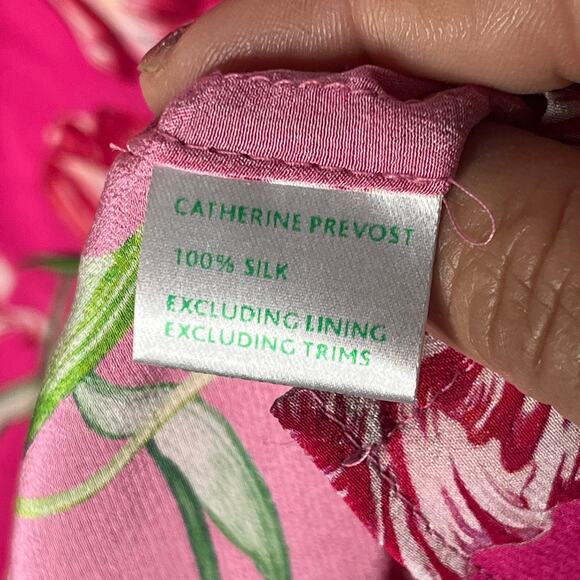 CATHERINE PREVOST
100% SILK
EXCLUDING LINING
EXCLUDING TRIMS